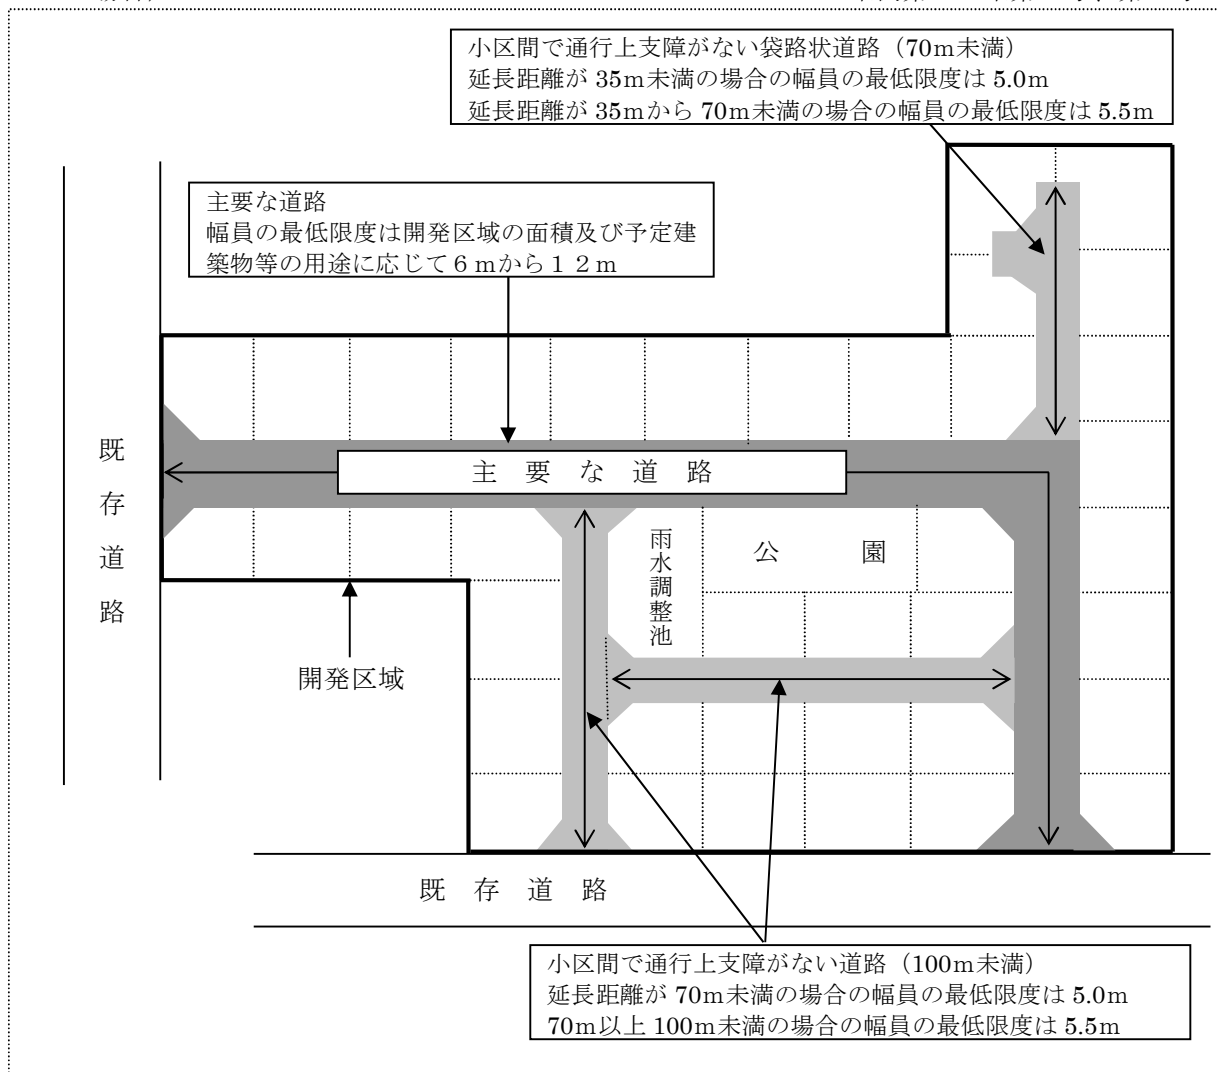 小区間で通行上支障がない袋路状道路（70m未満）
延長距離が 35m未満の場合の幅員の最低限度は 5.0m
延長距離が 35mから 70m未満の場合の幅員の最低限度は 5.5m
主要な道路
幅員の最低限度は開発区域の面積及び予定建
築物等の用途に応じて６ｍから１２ｍ
既存道路
主要な道路
雨水調整池
公園
開発区域
既存道路
小区間で通行上支障がない道路（100m未満）
延長距離が 70m未満の場合の幅員の最低限度は 5.0m
70m以上 100m未満の場合の幅員の最低限度は 5.5m